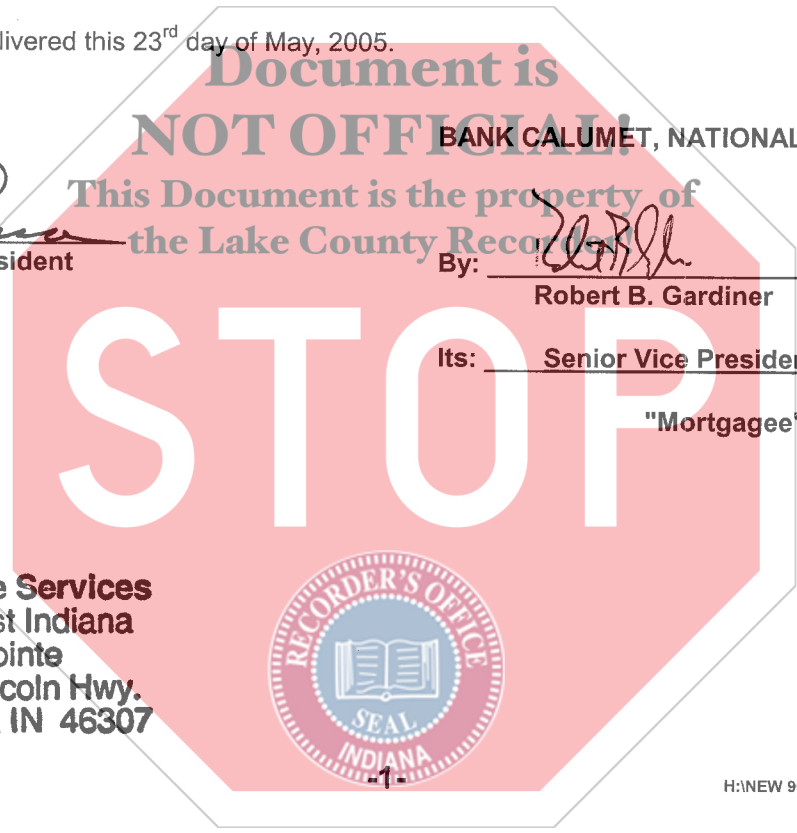 livered this 23rd day of May, 2005.
Document is
NOT OFFICIAL!
BANK CALUMET, NATIONAL
This Document is the property of
the Lake County Recorder!
sident
By:
Robert B. Gardiner
Its: Senior Vice Presiden
"Mortgagee"
STOP
e Services
st Indiana
ointe
coln Hwy.
IN 46307
RECORDER'S OFFICE
SEAL
INDIANA
-1-
H:\NEW 9